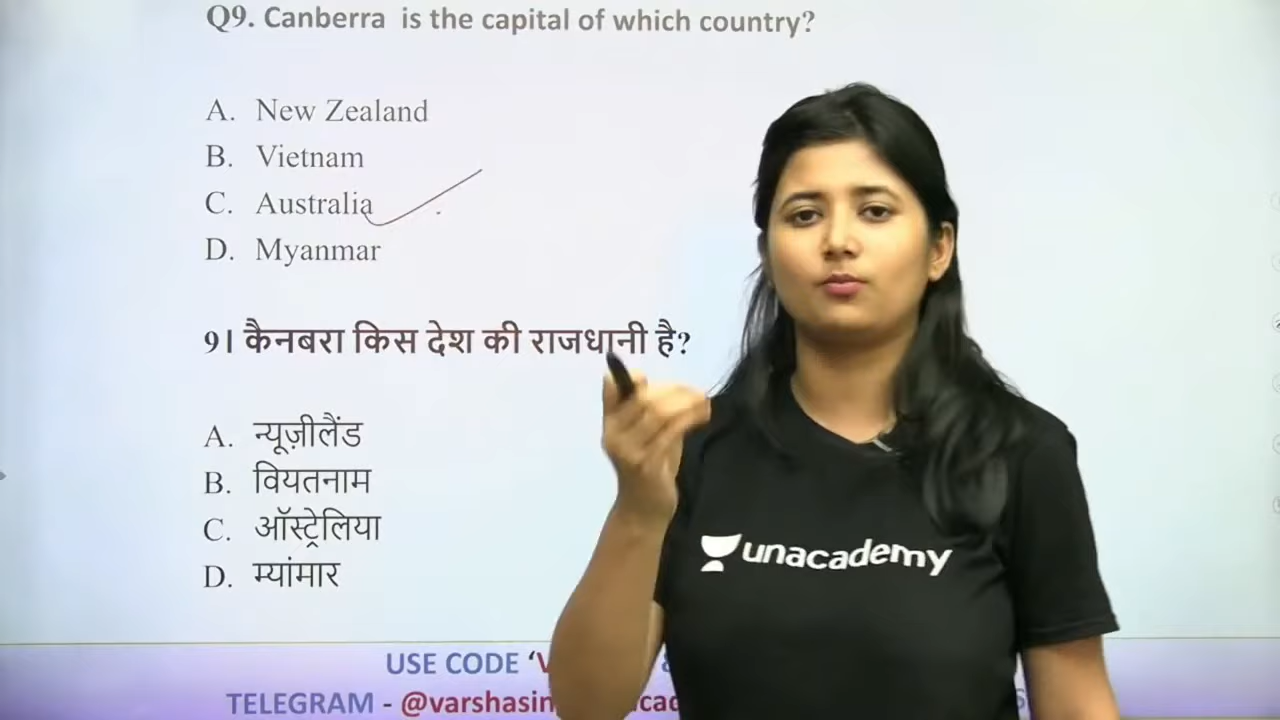 Q9. Canberra is the capital of which country?
A. New Zealand
B. Vietnam
C. Australia
D. Myanmar
9। कैनबरा किस देश की राजधानी है?
A. न्यूज़ीलैंड
B. वियतनाम
C. ऑस्ट्रेलिया
D. म्यांमार
unacademy
USE CODE
TELEGRAM -